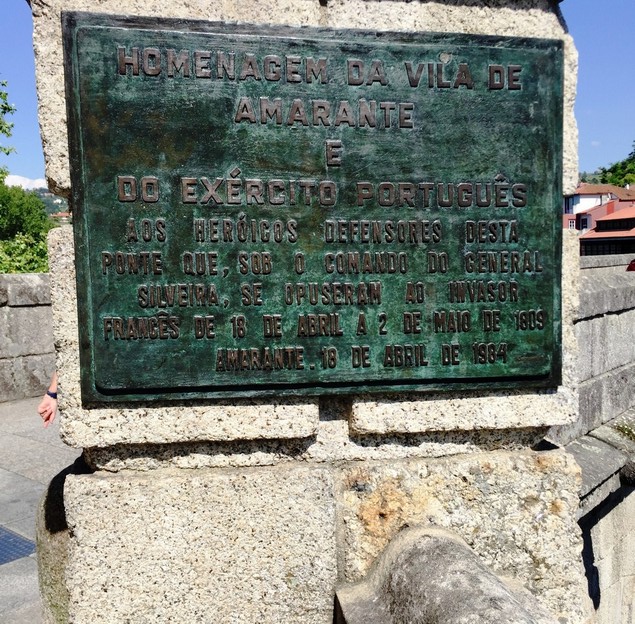 HOMENAGEM DA VILA DE
AMARANTE
E
DO EXÉRCITO PORTUGUÊS
AOS HERÓICOS DEFENSORES DESTA
PONTE QUE, SOB O COMANDO DO GENERAL
SILVEIRA, SE OPUSERAM AO INVASOR
FRANCÊS DE 18 DE ABRIL A 2 DE MAIO DE 1809
AMARANTE. 18 DE ABRIL DE 1984